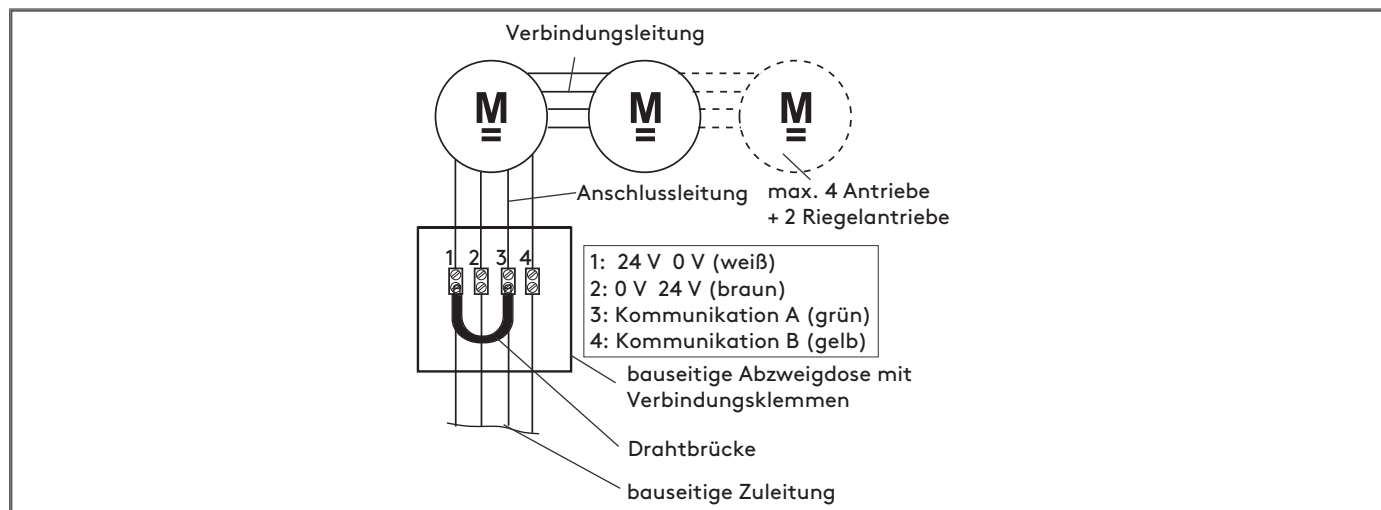 Verbindungsleitung
M
M
M
Anschlussleitung
max. 4 Antriebe
+ 2 Riegelantriebe
1 2 3 4
1: 24 V 0 V (weiß)
2: 0 V 24 V (braun)
3: Kommunikation A (grün)
4: Kommunikation B (gelb)
bauseitige Abzweigdose mit
Verbindungsklemmen
Drahtbrücke
bauseitige Zuleitung